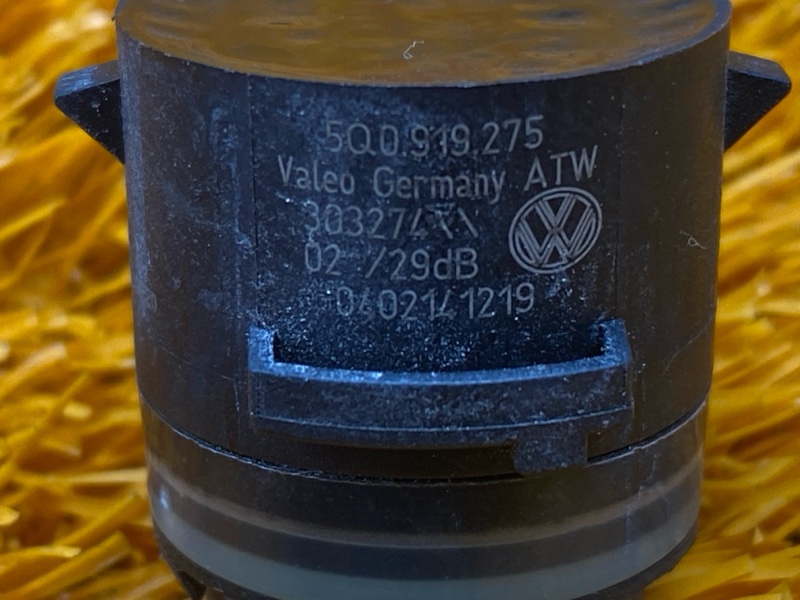 5Q0.919.275
Valeo Germany ATW
303274\\
02 /29dB
0402141219